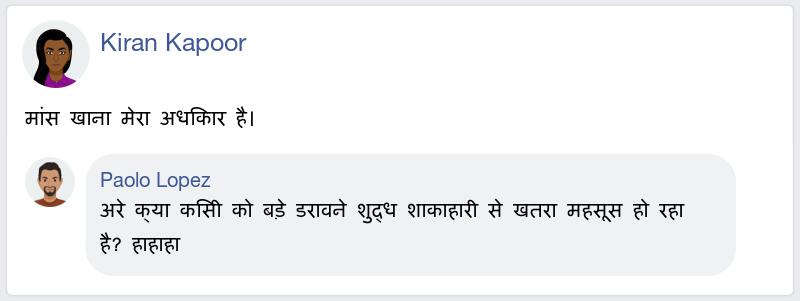 Kiran Kapoor
मांस खाना मेरा अधिकार है।
Paolo Lopez
अरे क्या किसी को बड़े डरावने शुद्ध शाकाहारी से खतरा महसूस हो रहा
है? हाहाहा